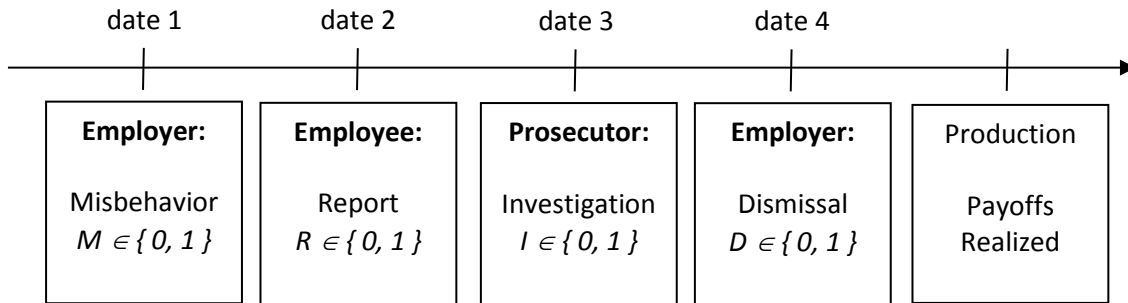 date 1 date 2 date 3 date 4
Employer: Employee: Prosecutor: Employer: Production
Misbehavior Report Investigation Dismissal Payoffs
M ∈ { 0, 1 } R ∈ { 0, 1 } I ∈ { 0, 1 } D ∈ { 0, 1 } Realized